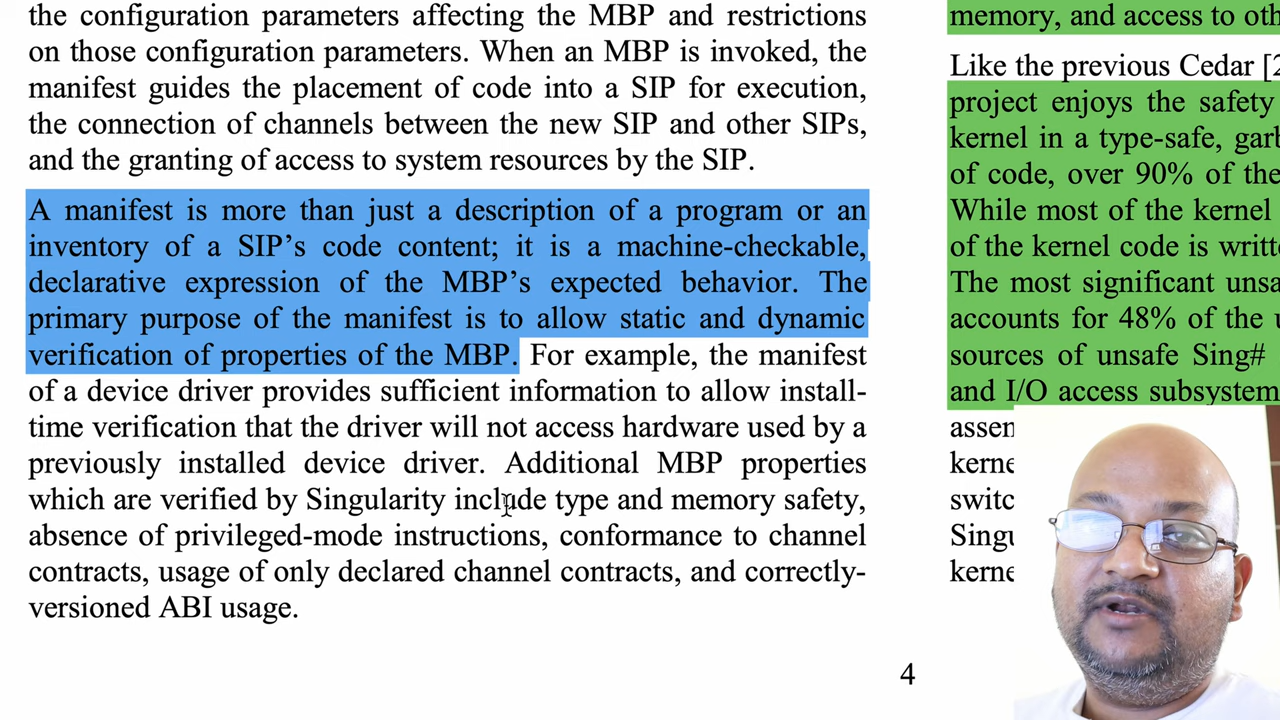 the configuration parameters affecting the MBP and restrictions
on those configuration parameters. When an MBP is invoked, the
manifest guides the placement of code into a SIP for execution,
the connection of channels between the new SIP and other SIPs,
and the granting of access to system resources by the SIP.
A manifest is more than just a description of a program or an
inventory of a SIP's code content; it is a machine-checkable,
declarative expression of the MBP's expected behavior. The
primary purpose of the manifest is to allow static and dynamic
verification of properties of the MBP. For example, the manifest
of a device driver provides sufficient information to allow install-
time verification that the driver will not access hardware used by a
previously installed device driver. Additional MBP properties
which are verified by Singularity include type and memory safety,
absence of privileged-mode instructions, conformance to channel
contracts, usage of only declared channel contracts, and correctly-
versioned ABI usage.
memory, and access to oth
Like the previous Cedar [2
project enjoys the safety
kernel in a type-safe, garb
of code, over 90% of the
While most of the kernel
of the kernel code is writte
The most significant unsa
accounts for 48% of the u
sources of unsafe Sing#
and I/O access subsystem
assen
kerne
switc
Singu
kerne
4